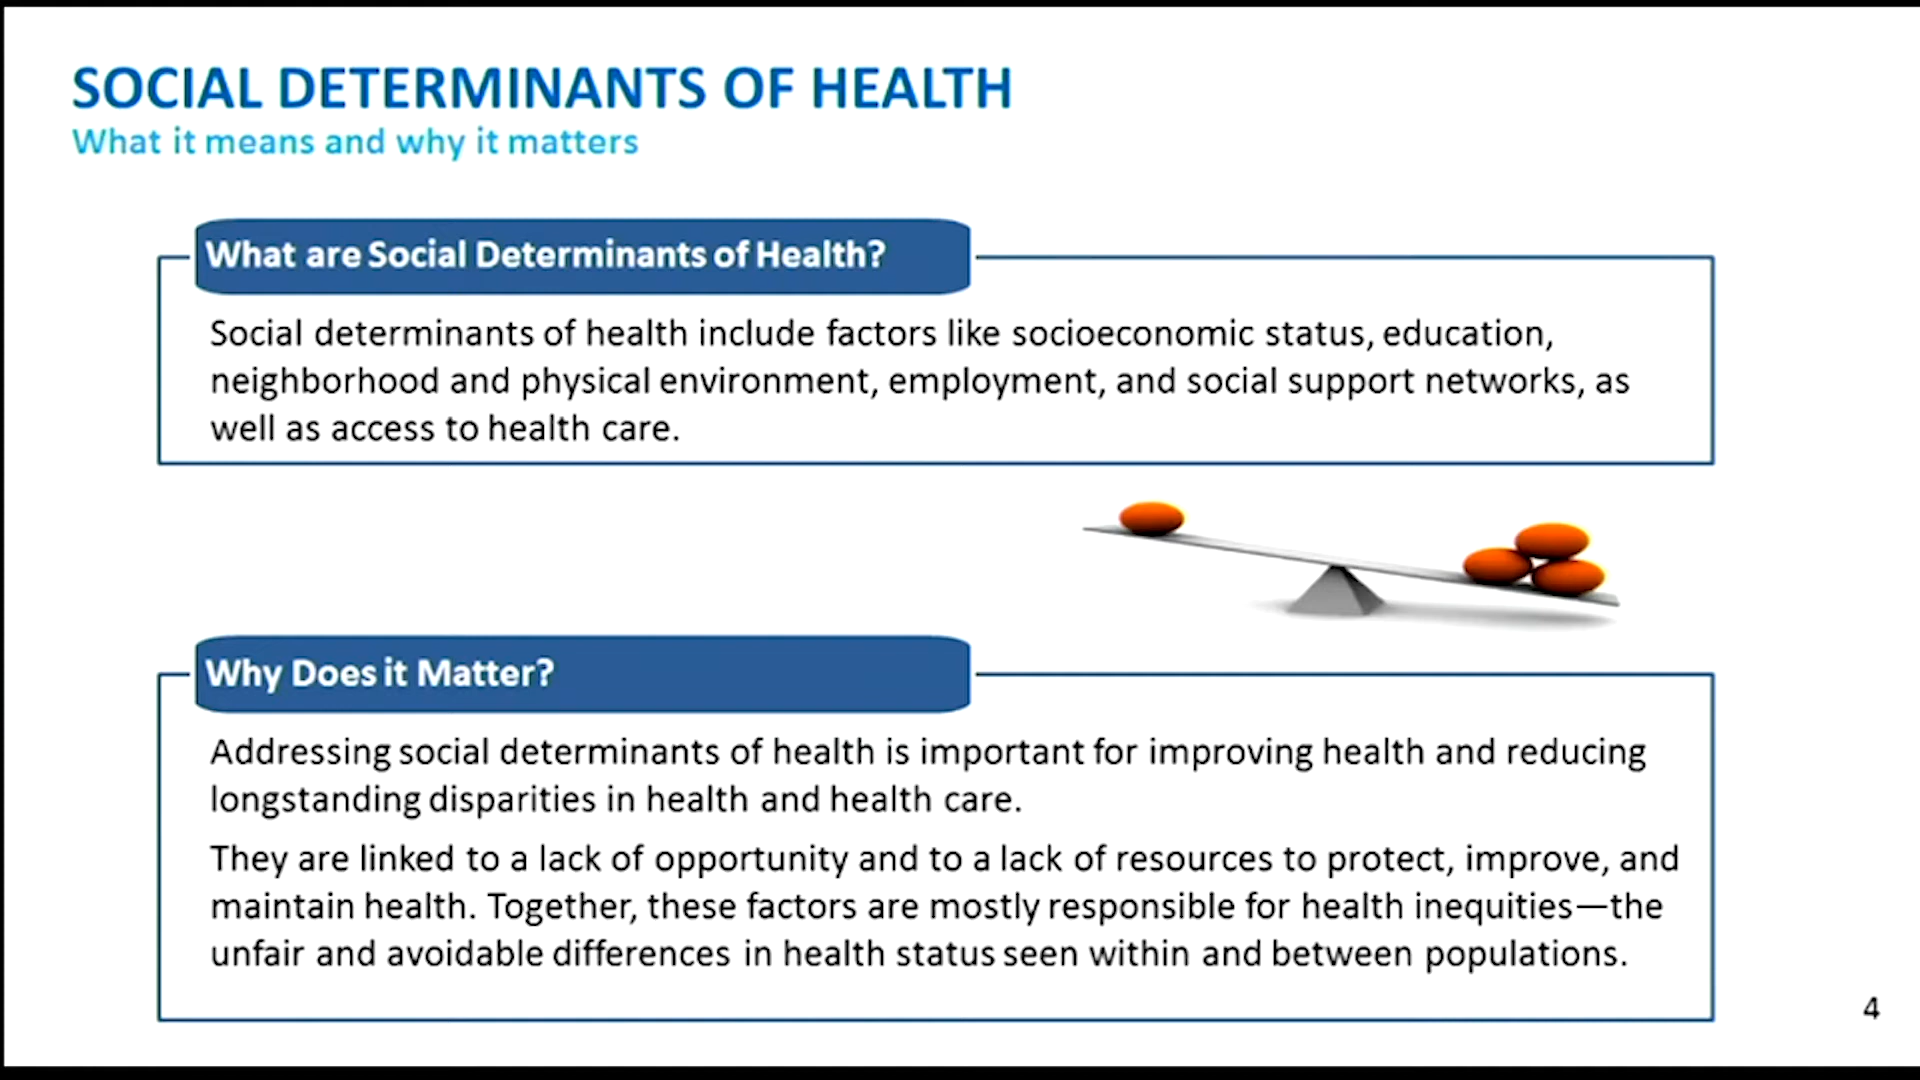 SOCIAL DETERMINANTS OF HEALTH
What it means and why it matters
What are Social Determinants of Health?
Social determinants of health include factors like socioeconomic status, education,
neighborhood and physical environment, employment, and social support networks, as
well as access to health care.
Why Does it Matter?
Addressing social determinants of health is important for improving health and reducing
longstanding disparities in health and health care.
They are linked to a lack of opportunity and to a lack of resources to protect, improve, and
maintain health. Together, these factors are mostly responsible for health inequities—the
unfair and avoidable differences in health status seen within and between populations.
4